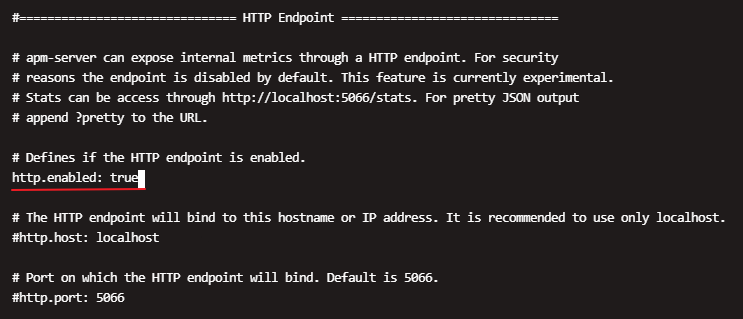 #============================== HTTP Endpoint ==============================
# apm-server can expose internal metrics through a HTTP endpoint. For security
# reasons the endpoint is disabled by default. This feature is currently experimental.
# Stats can be access through http://localhost:5066/stats. For pretty JSON output
# append ?pretty to the URL.
# Defines if the HTTP endpoint is enabled.
http.enabled: true
# The HTTP endpoint will bind to this hostname or IP address. It is recommended to use only localhost.
#http.host: localhost
# Port on which the HTTP endpoint will bind. Default is 5066.
#http.port: 5066